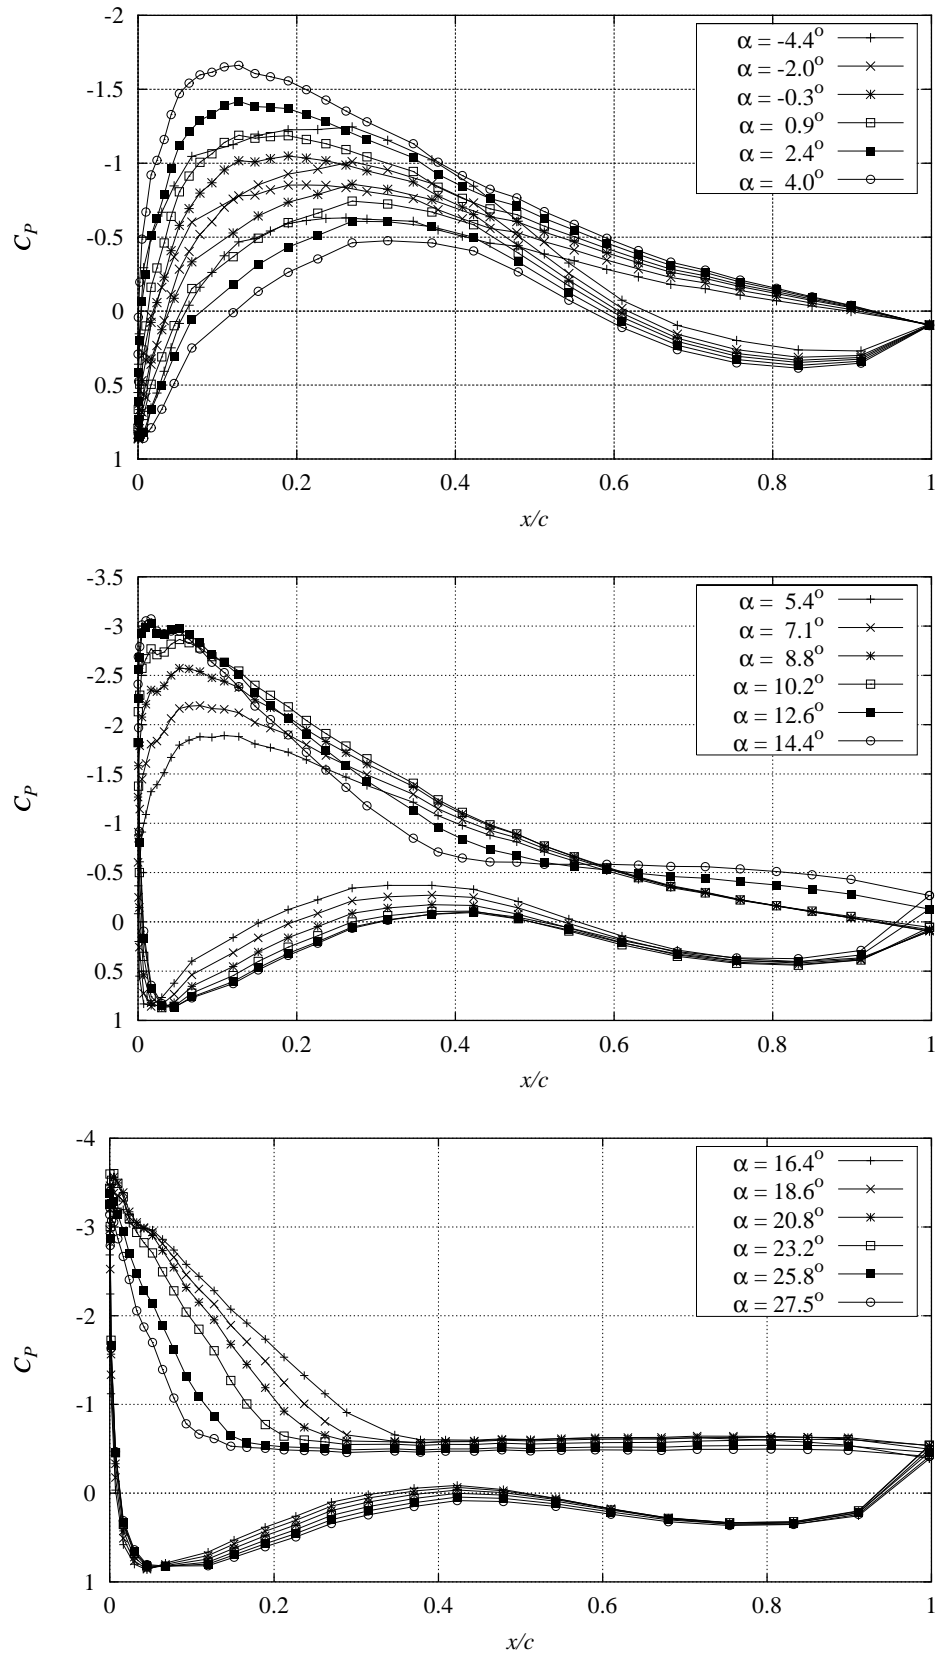 -2
α = -4.4°
α = -2.0°
-1.5
α = -0.3°
α = 0.9°
α = 2.4°
-1
α = 4.0°
C_P
-0.5
0
0.5
1
0 0.2 0.4 0.6 0.8 1
x/c
-3.5
α = 5.4°
-3
α = 7.1°
α = 8.8°
-2.5
α = 10.2°
α = 12.6°
-2
α = 14.4°
-1.5
C_P
-1
-0.5
0
0.5
1
0 0.2 0.4 0.6 0.8 1
x/c
-4
α = 16.4°
α = 18.6°
α = 20.8°
-3
α = 23.2°
α = 25.8°
α = 27.5°
-2
C_P
-1
0
1
0 0.2 0.4 0.6 0.8 1
x/c